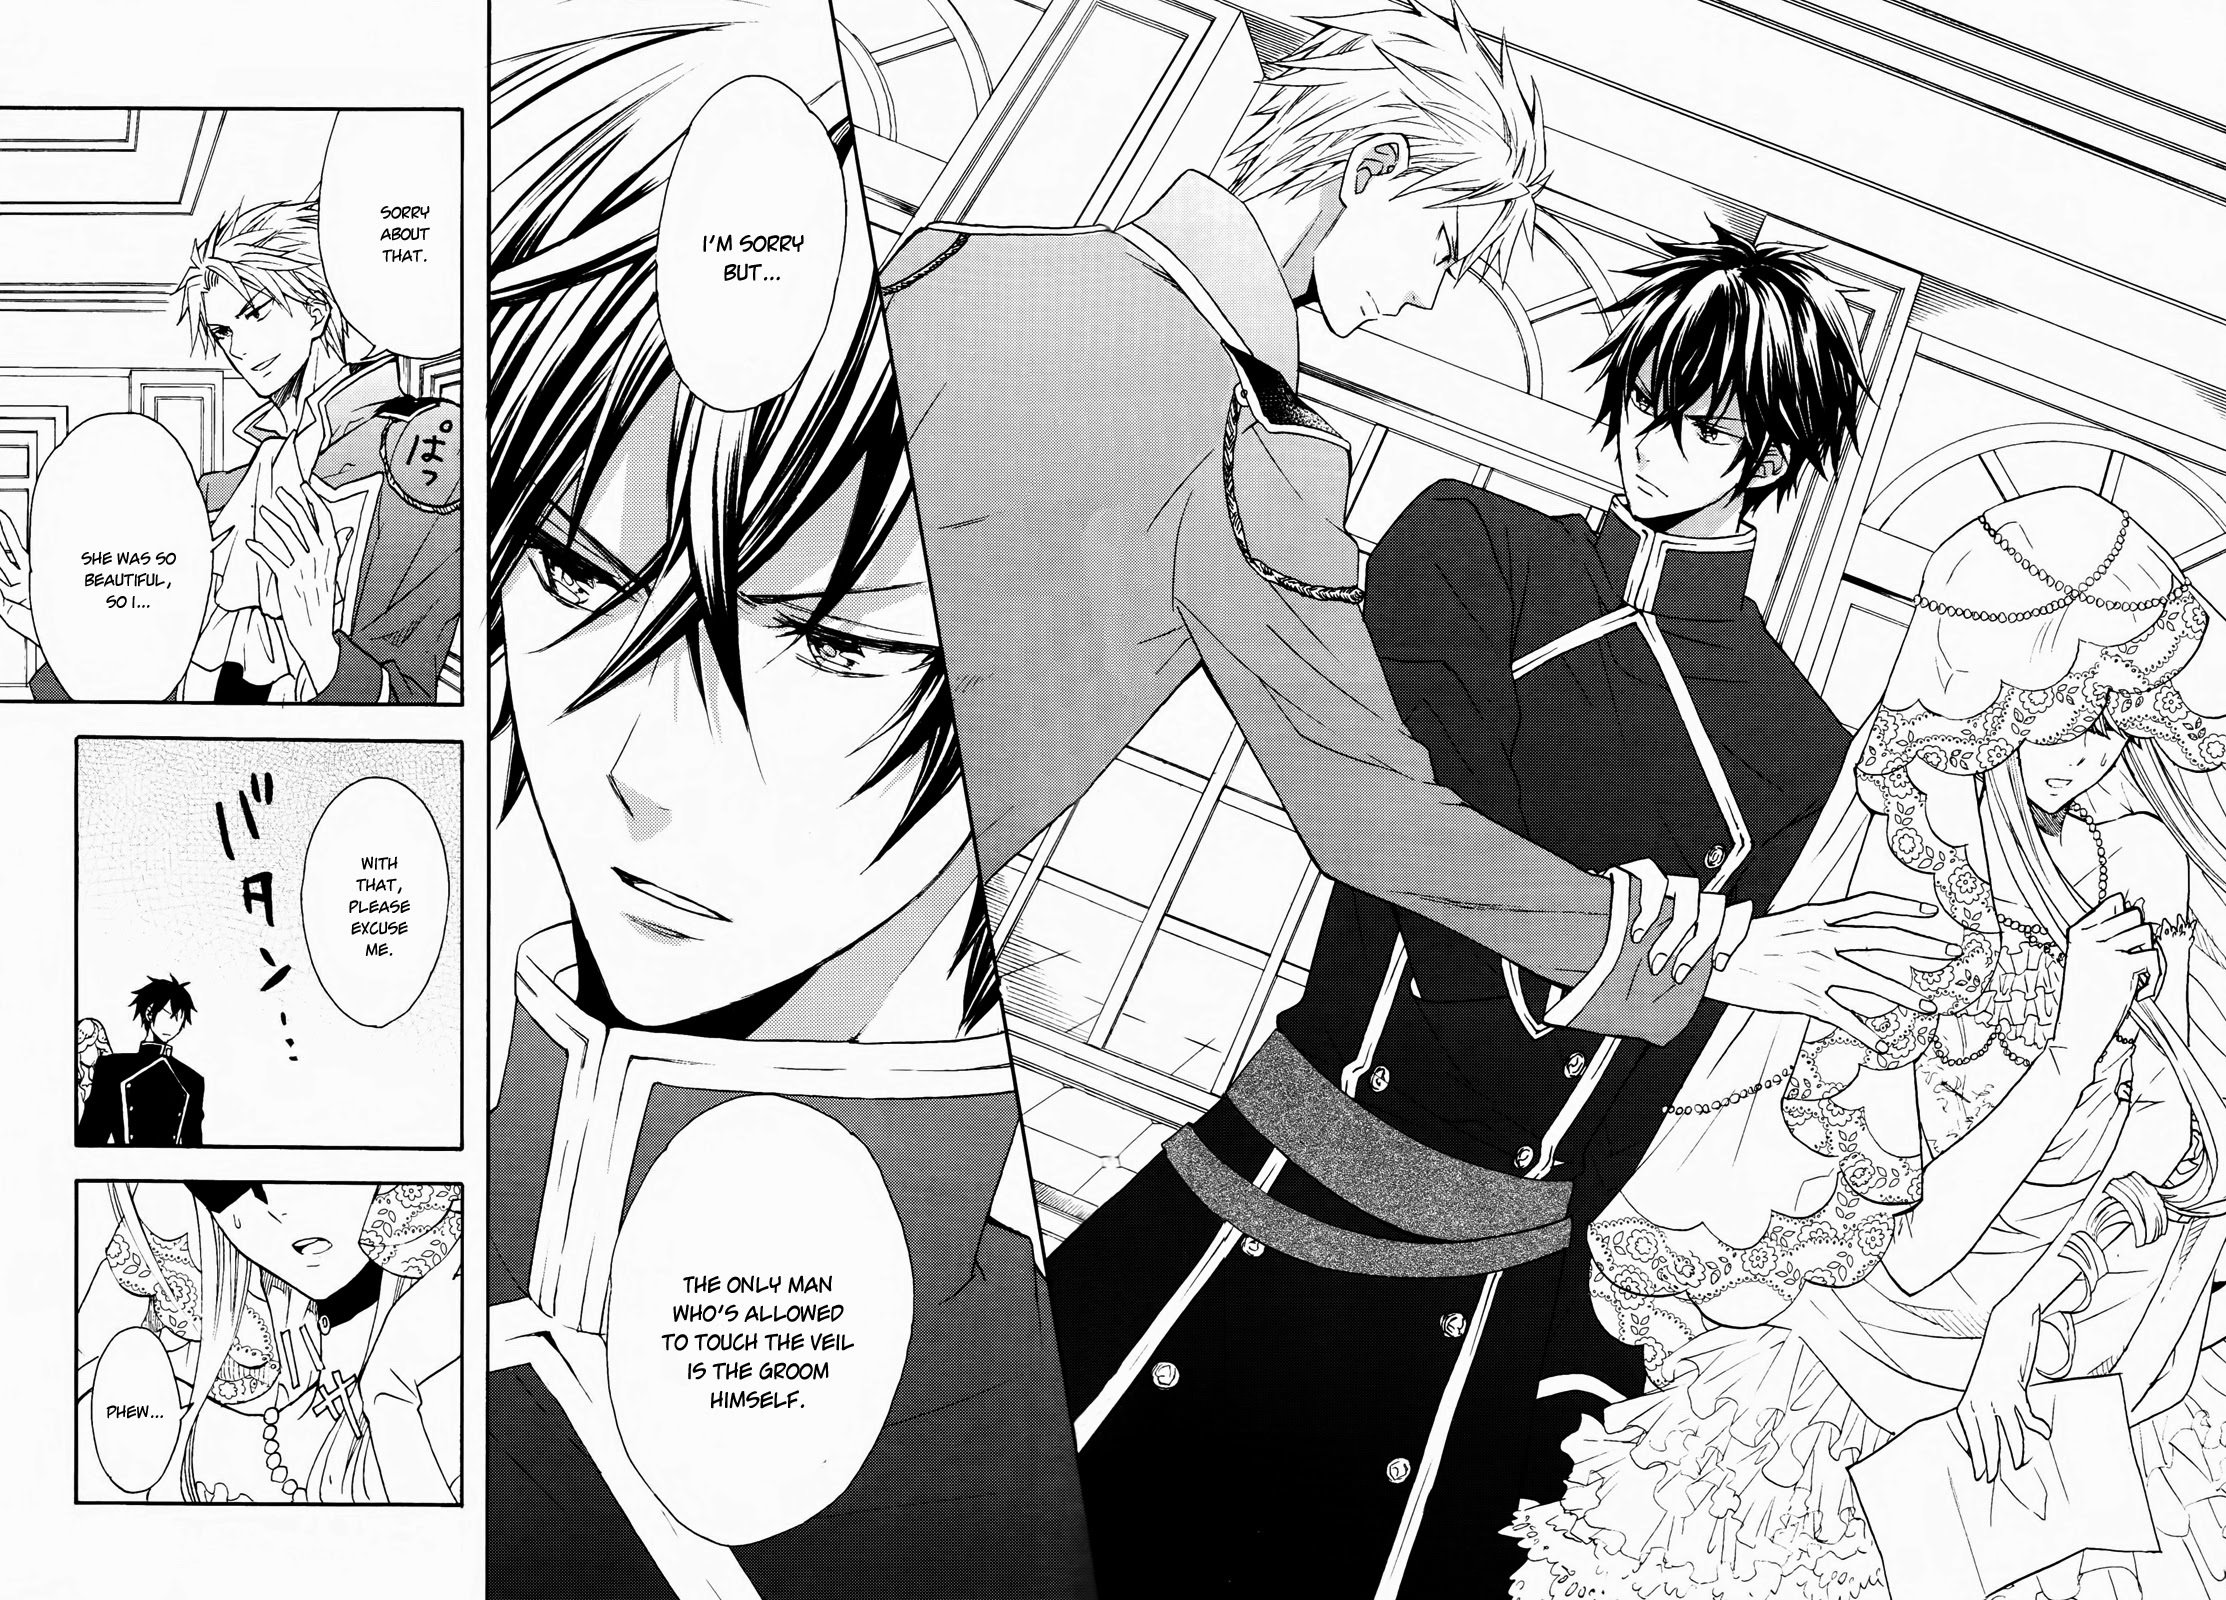 I'M SORRY
BUT...
THE ONLY MAN
WHO'S ALLOWED
TO TOUCH THE VEIL
IS THE GROOM
HIMSELF.
SORRY
ABOUT
THAT.
ぱっ
SHE WAS SO
BEAUTIFUL,
SO I...
WITH
THAT,
PLEASE
EXCUSE
ME.
バタン…
PHEW...